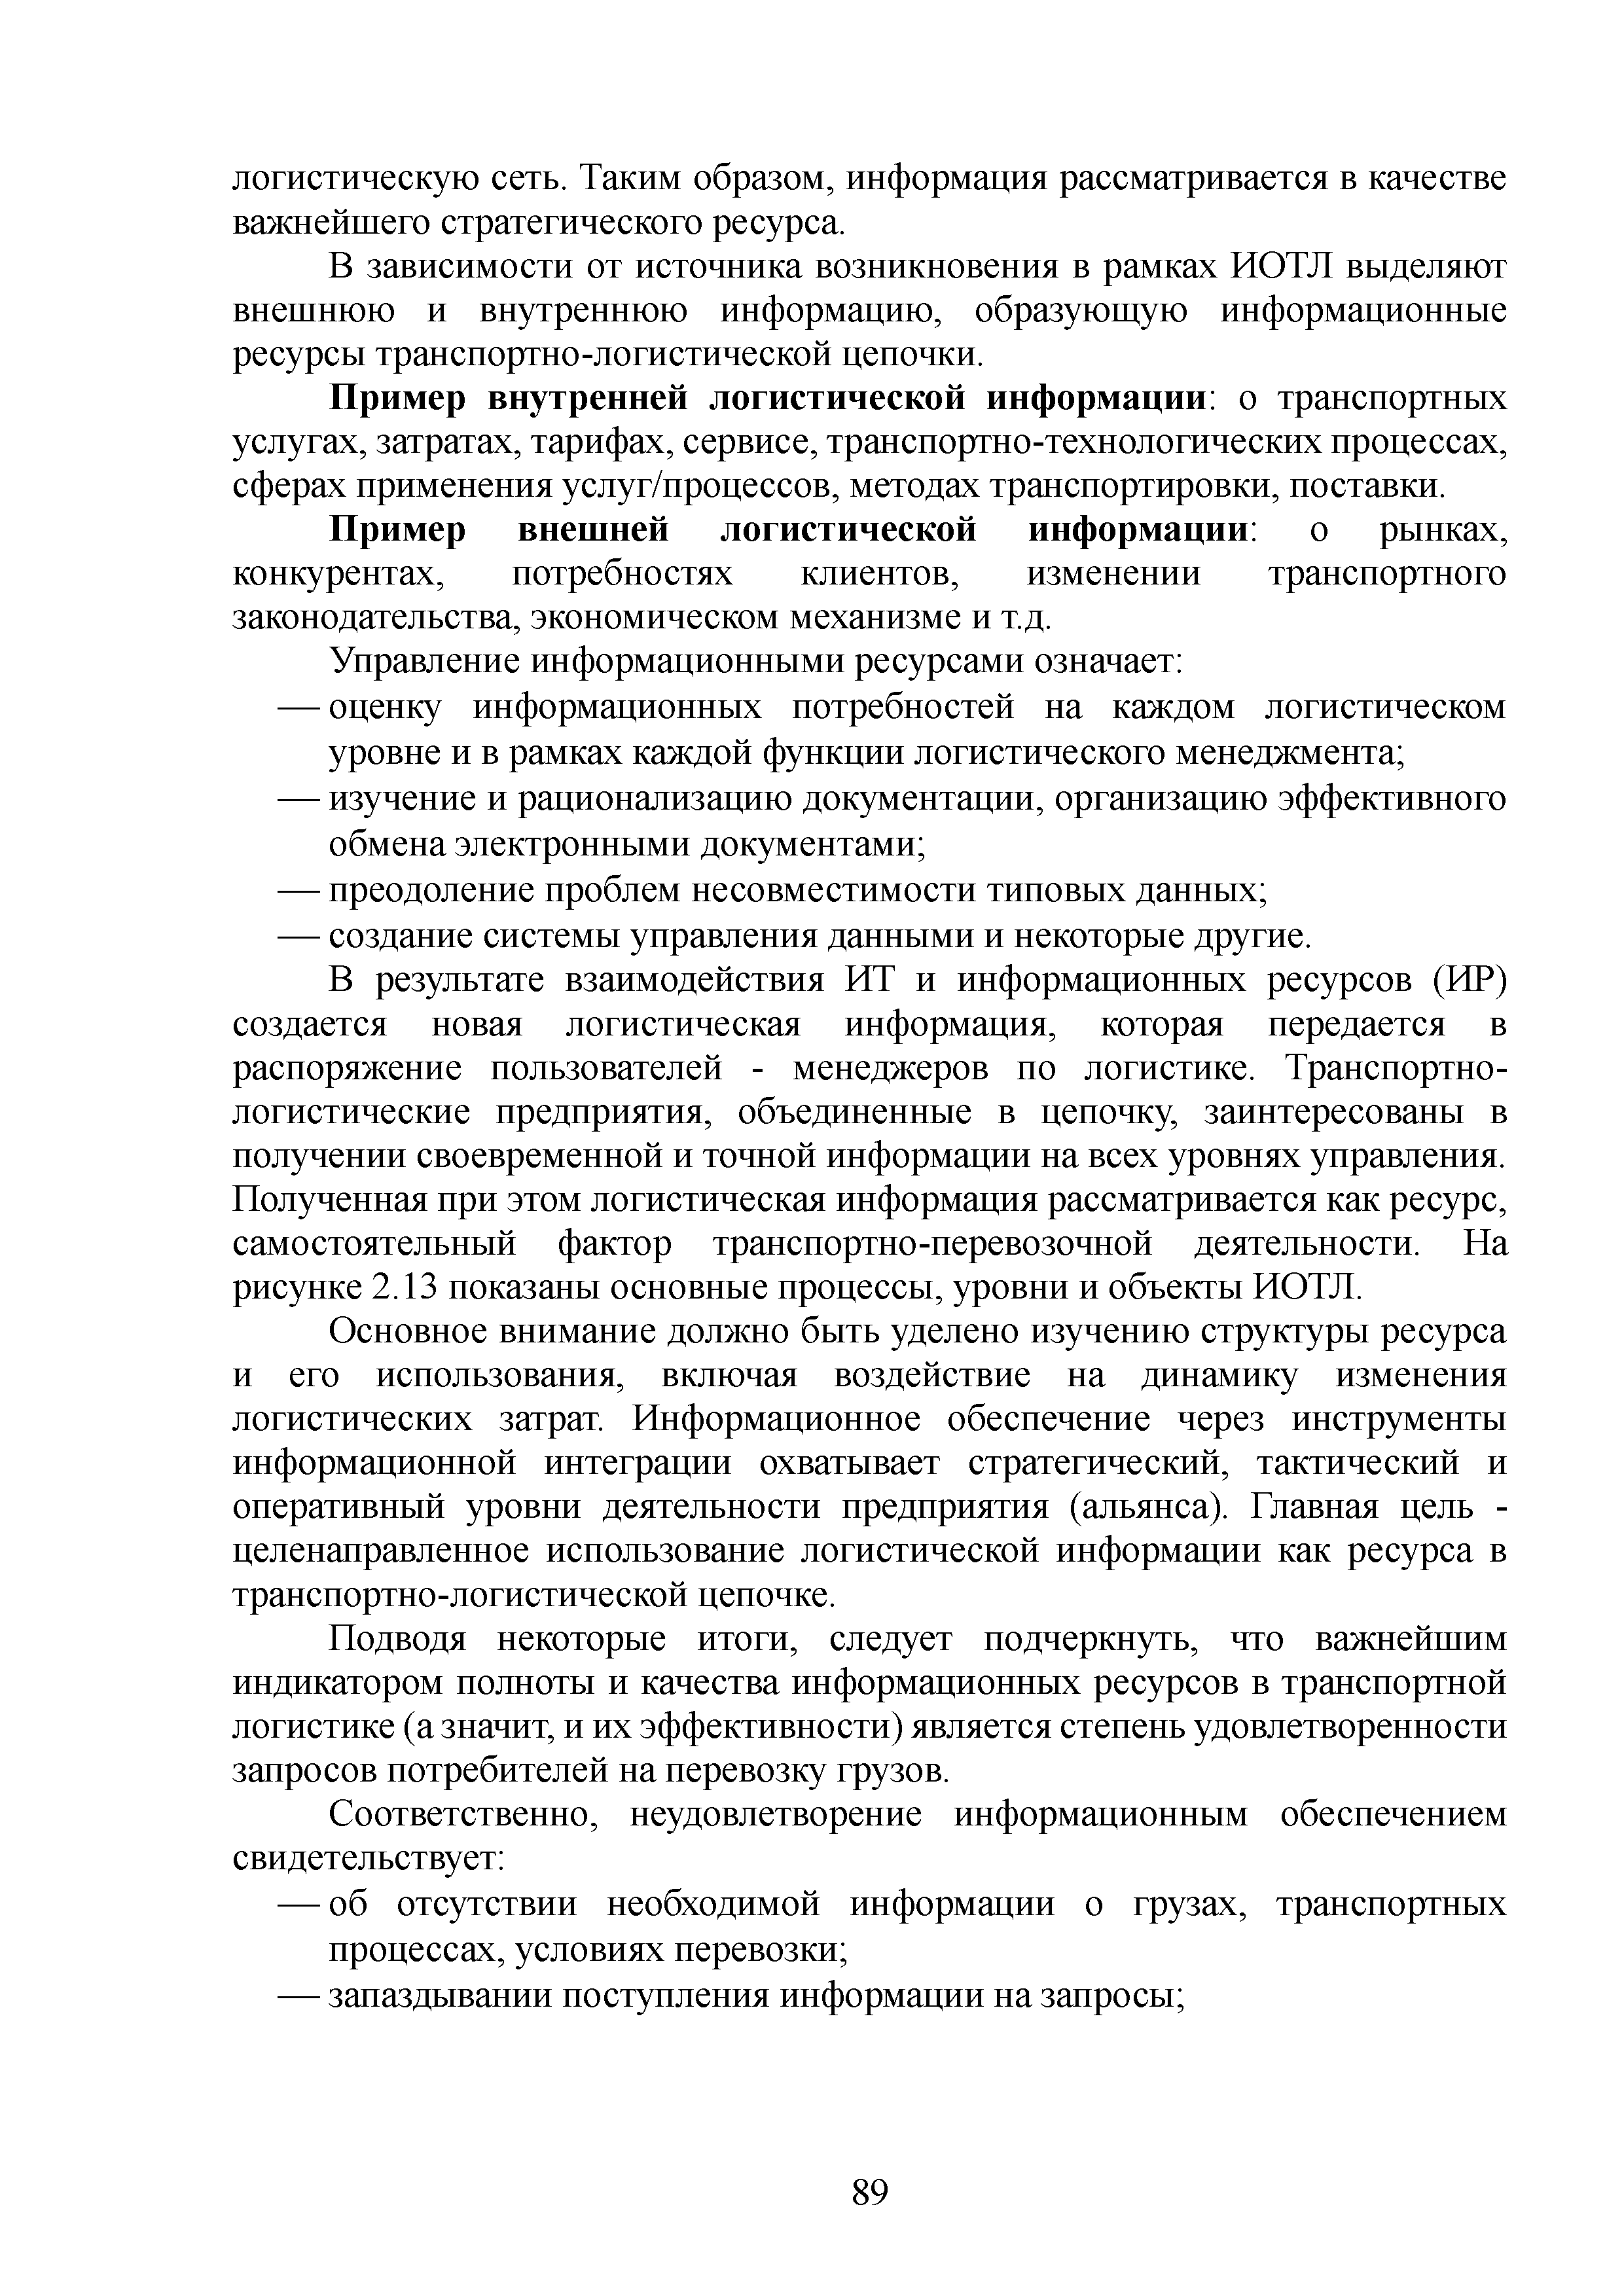 логистическую сеть. Таким образом, информация рассматривается в качестве
важнейшего стратегического ресурса.
В зависимости от источника возникновения в рамках ИОТЛ выделяют
внешнюю и внутреннюю информацию, образующую информационные
ресурсы транспортно-логистической цепочки.
Пример внутренней логистической информации: о транспортных
услугах, затратах, тарифах, сервисе, транспортно-технологических процессах,
сферах применения услуг/процессов, методах транспортировки, поставки.
Пример внешней логистической информации: о рынках,
конкурентах, потребностях клиентов, изменении транспортного
законодательства, экономическом механизме и т.д.
Управление информационными ресурсами означает:
— оценку информационных потребностей на каждом логистическом
уровне и в рамках каждой функции логистического менеджмента;
— изучение и рационализацию документации, организацию эффективного
обмена электронными документами;
— преодоление проблем несовместимости типовых данных;
— создание системы управления данными и некоторые другие.
В результате взаимодействия ИТ и информационных ресурсов (ИР)
создается новая логистическая информация, которая передается в
распоряжение пользователей - менеджеров по логистике. Транспортно-
логистические предприятия, объединенные в цепочку, заинтересованы в
получении своевременной и точной информации на всех уровнях управления.
Полученная при этом логистическая информация рассматривается как ресурс,
самостоятельный фактор транспортно-перевозочной деятельности. На
рисунке 2.13 показаны основные процессы, уровни и объекты ИОТЛ.
Основное внимание должно быть уделено изучению структуры ресурса
и его использования, включая воздействие на динамику изменения
логистических затрат. Информационное обеспечение через инструменты
информационной интеграции охватывает стратегический, тактический и
оперативный уровни деятельности предприятия (альянса). Главная цель -
целенаправленное использование логистической информации как ресурса в
транспортно-логистической цепочке.
Подводя некоторые итоги, следует подчеркнуть, что важнейшим
индикатором полноты и качества информационных ресурсов в транспортной
логистике (а значит, и их эффективности) является степень удовлетворенности
запросов потребителей на перевозку грузов.
Соответственно, неудовлетворение информационным обеспечением
свидетельствует:
— об отсутствии необходимой информации о грузах, транспортных
процессах, условиях перевозки;
— запаздывании поступления информации на запросы;
89